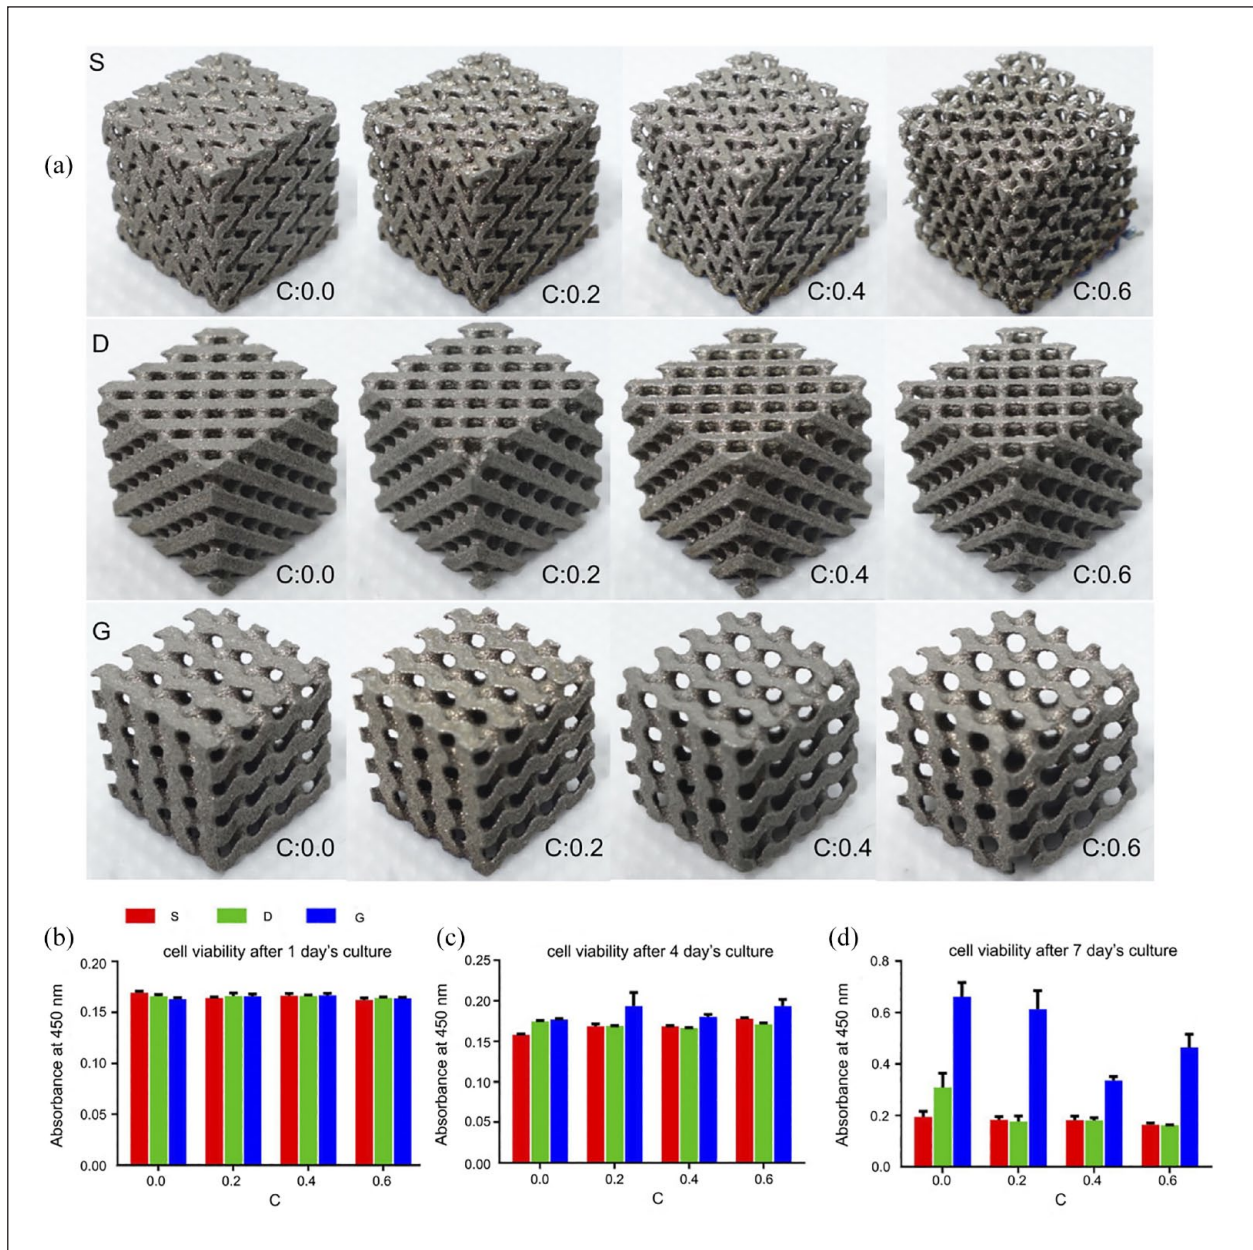 S
(a)
C:0.0 C:0.2 C:0.4 C:0.6
D
C:0.0 C:0.2 C:0.4 C:0.6
G
C:0.0 C:0.2 C:0.4 C:0.6
S D G
(b)
cell viability after 1 day's culture
Absorbance at 450 nm
0.20
0.15
0.10
0.05
0.00
0.0 0.2 0.4 0.6
C
(c)
cell viability after 4 day's culture
Absorbance at 450 nm
0.25
0.20
0.15
0.10
0.05
0.00
0.0 0.2 0.4 0.6
C
(d)
cell viability after 7 day's culture
Absorbance at 450 nm
0.8
0.6
0.4
0.2
0.0
0.0 0.2 0.4 0.6
C